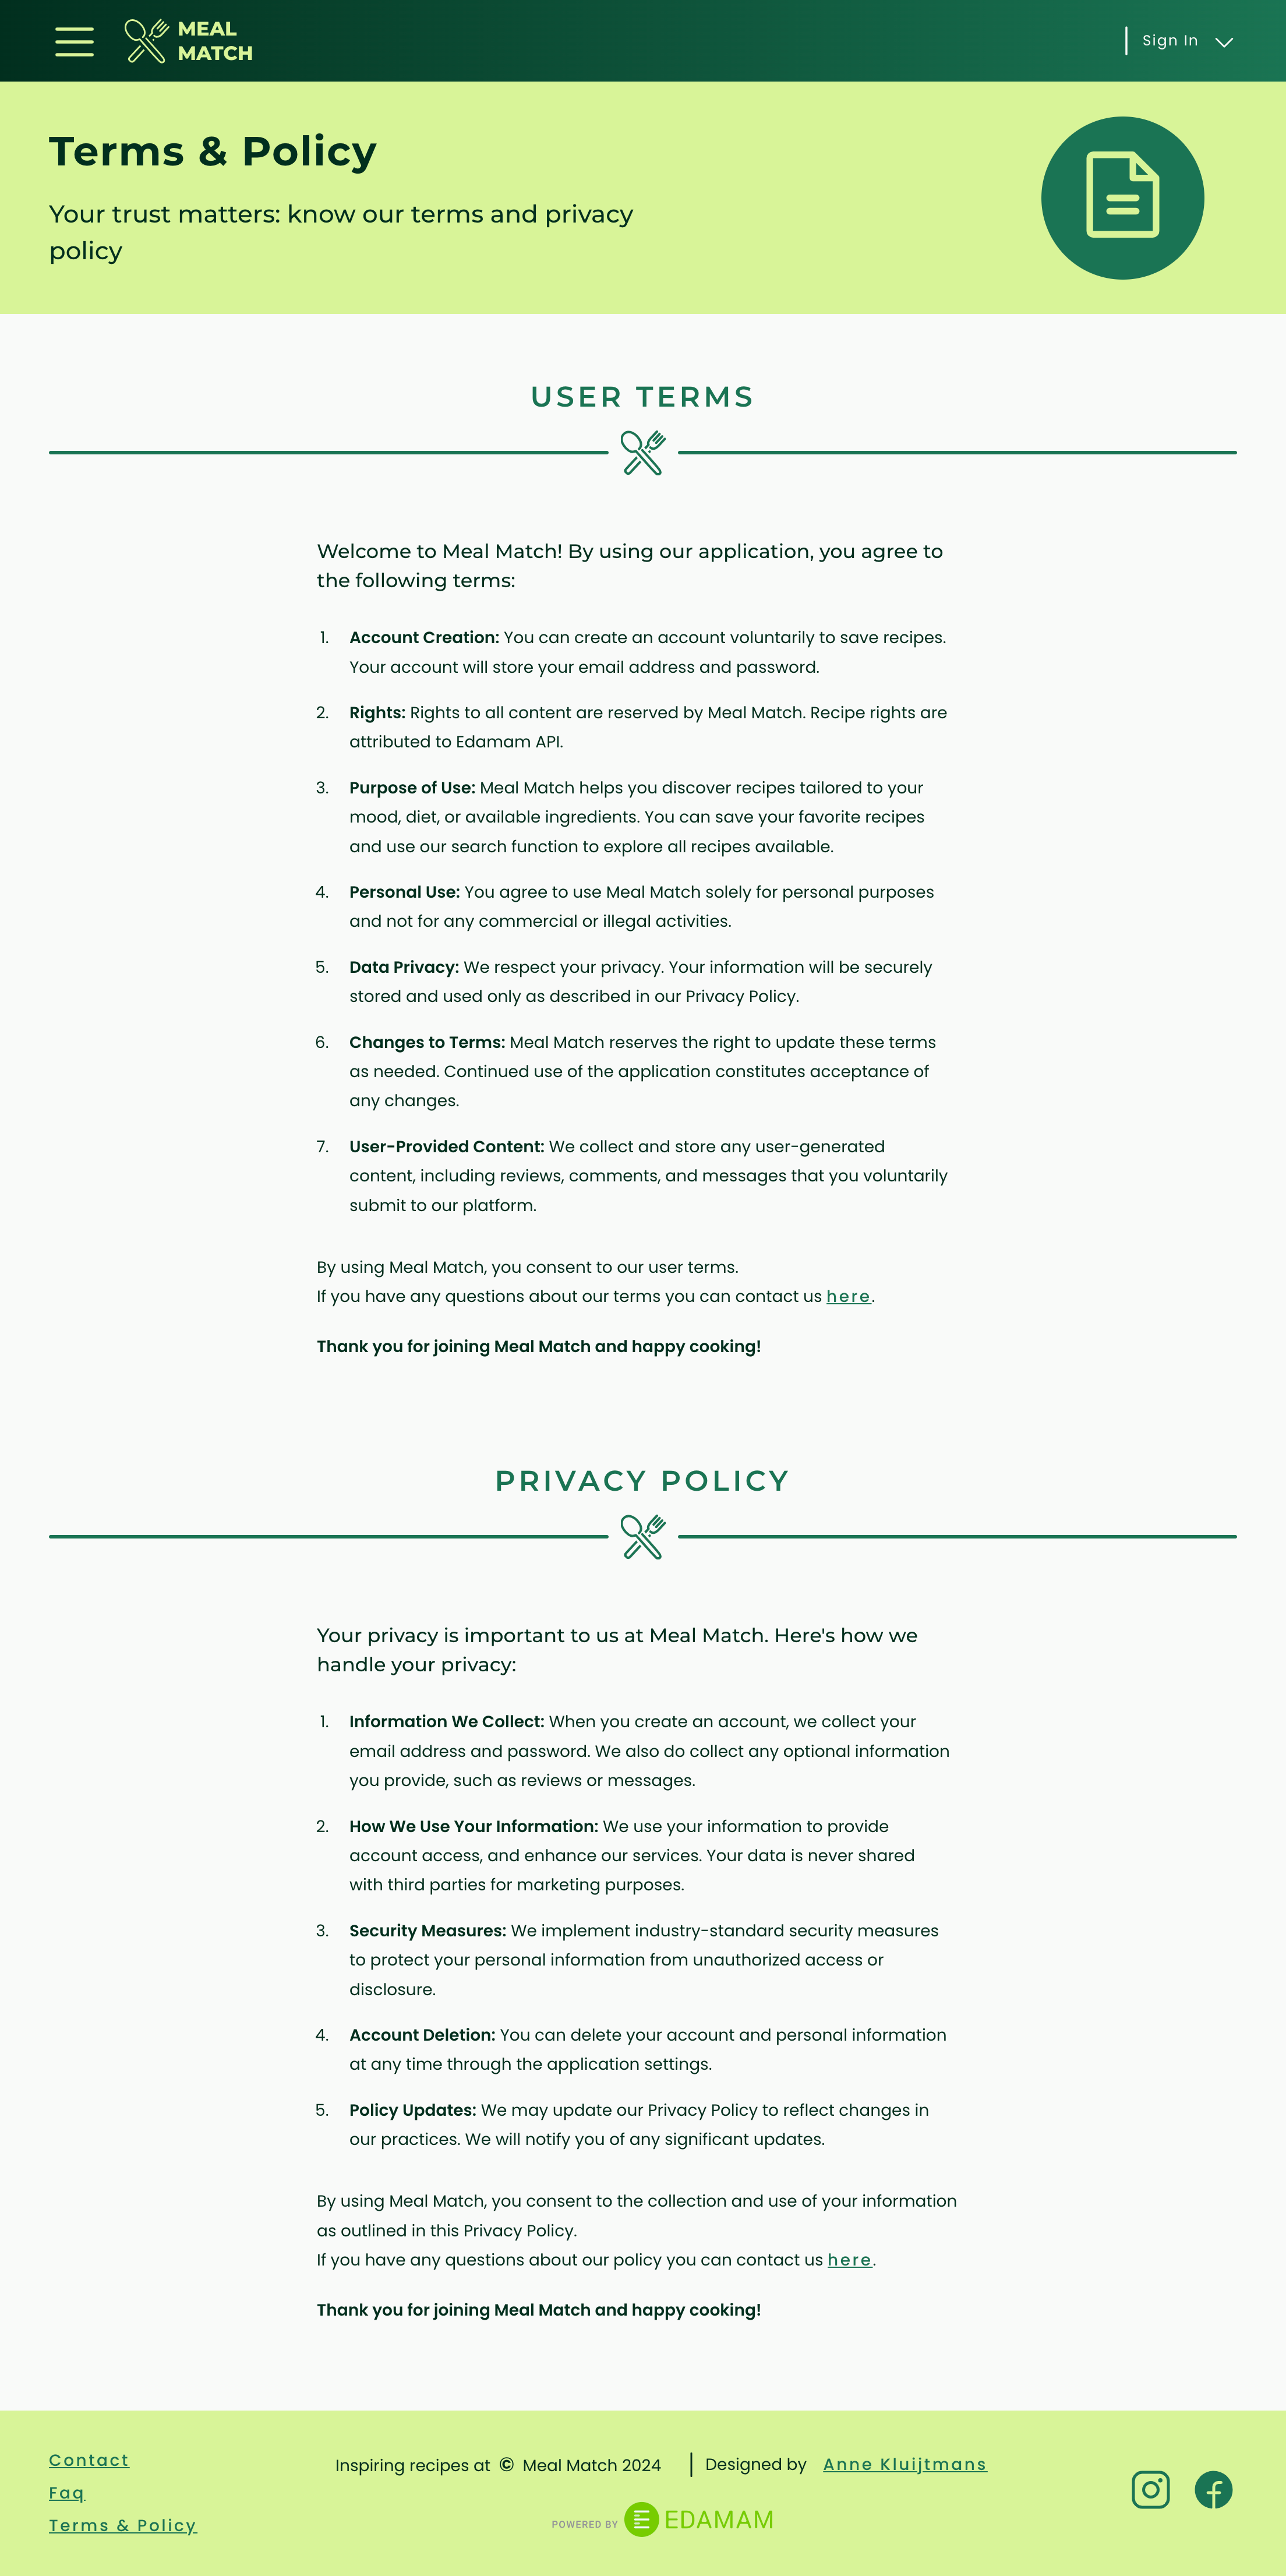 MEAL
MATCH
Sign In
Terms & Policy
Your trust matters: know our terms and privacy
policy
USER TERMS
Welcome to Meal Match! By using our application, you agree to
the following terms:
1. Account Creation: You can create an account voluntarily to save recipes.
Your account will store your email address and password.
2. Rights: Rights to all content are reserved by Meal Match. Recipe rights are
attributed to Edamam API.
3. Purpose of Use: Meal Match helps you discover recipes tailored to your
mood, diet, or available ingredients. You can save your favorite recipes
and use our search function to explore all recipes available.
4. Personal Use: You agree to use Meal Match solely for personal purposes
and not for any commercial or illegal activities.
5. Data Privacy: We respect your privacy. Your information will be securely
stored and used only as described in our Privacy Policy.
6. Changes to Terms: Meal Match reserves the right to update these terms
as needed. Continued use of the application constitutes acceptance of
any changes.
7. User-Provided Content: We collect and store any user-generated
content, including reviews, comments, and messages that you voluntarily
submit to our platform.
By using Meal Match, you consent to our user terms.
If you have any questions about our terms you can contact us here.
Thank you for joining Meal Match and happy cooking!
PRIVACY POLICY
Your privacy is important to us at Meal Match. Here's how we
handle your privacy:
1. Information We Collect: When you create an account, we collect your
email address and password. We also do collect any optional information
you provide, such as reviews or messages.
2. How We Use Your Information: We use your information to provide
account access, and enhance our services. Your data is never shared
with third parties for marketing purposes.
3. Security Measures: We implement industry-standard security measures
to protect your personal information from unauthorized access or
disclosure.
4. Account Deletion: You can delete your account and personal information
at any time through the application settings.
5. Policy Updates: We may update our Privacy Policy to reflect changes in
our practices. We will notify you of any significant updates.
By using Meal Match, you consent to the collection and use of your information
as outlined in this Privacy Policy.
If you have any questions about our policy you can contact us here.
Thank you for joining Meal Match and happy cooking!
Contact
Faq
Terms & Policy
Inspiring recipes at © Meal Match 2024
Designed by Anne Kluijtmans
POWERED BY EDAMAM